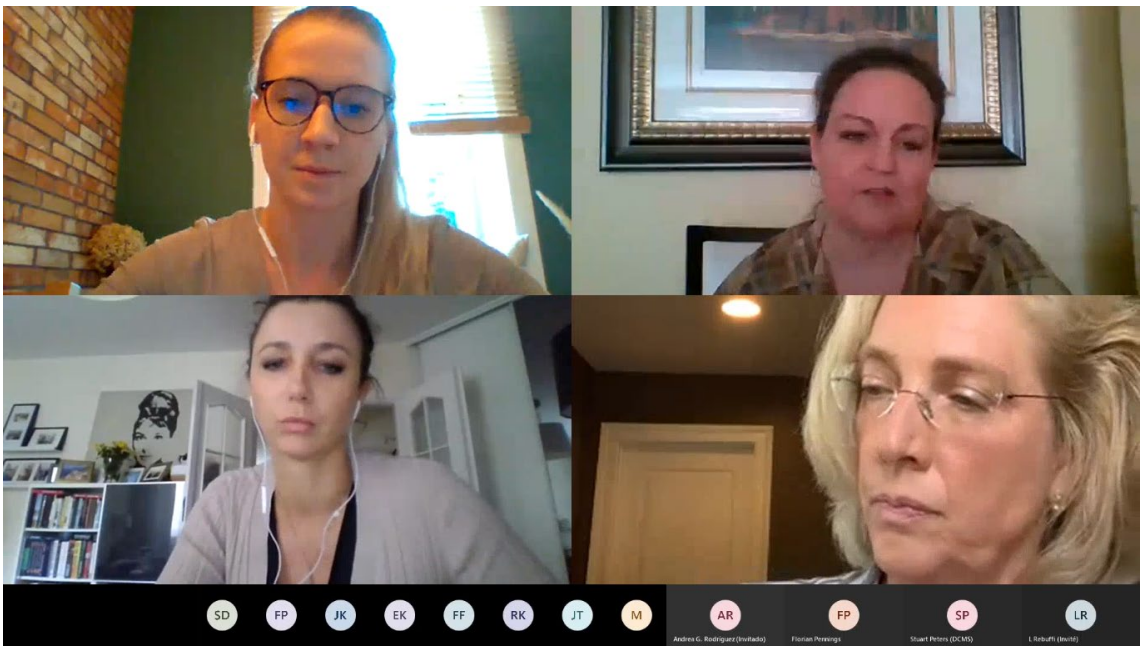 SD FP JK EK FF RK JT M AR FP SP LR
Andrea G. Rodriguez (Invitado) Florian Pennings Stuart Peters (DCMS) L Rebuffi (Invité)